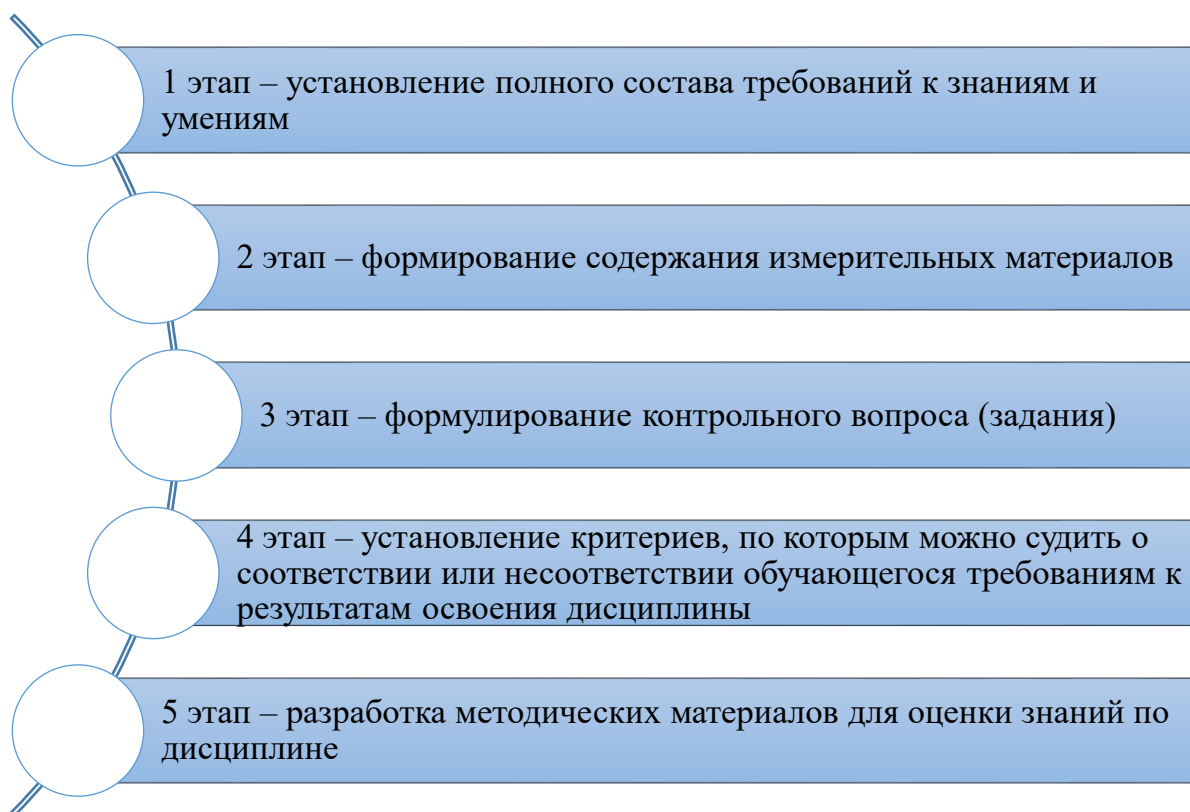 1 этап – установление полного состава требований к знаниям и
умениям
2 этап – формирование содержания измерительных материалов
3 этап – формулирование контрольного вопроса (задания)
4 этап – установление критериев, по которым можно судить о
соответствии или несоответствии обучающегося требованиям к
результатам освоения дисциплины
5 этап – разработка методических материалов для оценки знаний по
дисциплине